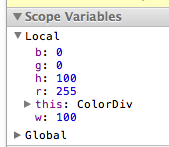 Scope Variables
Local
b: 0
g: 0
h: 100
r: 255
this: ColorDiv
w: 100
Global